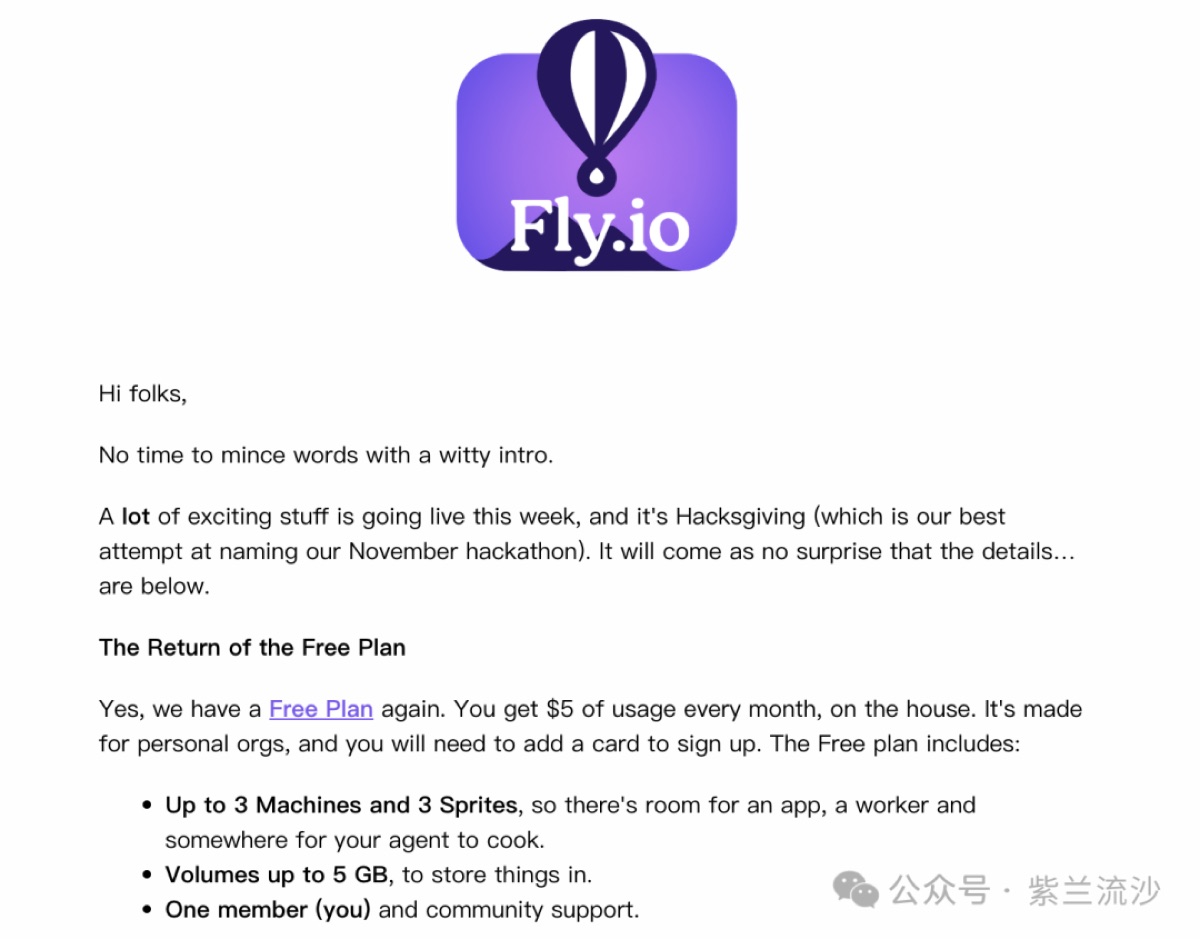 Fly.io
Hi folks,
No time to mince words with a witty intro.
A lot of exciting stuff is going live this week, and it's Hacksgiving (which is our best
attempt at naming our November hackathon). It will come as no surprise that the details…
are below.
The Return of the Free Plan
Yes, we have a Free Plan again. You get $5 of usage every month, on the house. It's made
for personal orgs, and you will need to add a card to sign up. The Free plan includes:
• Up to 3 Machines and 3 Sprites, so there's room for an app, a worker and
somewhere for your agent to cook.
• Volumes up to 5 GB, to store things in.
• One member (you) and community support.
公众号 · 紫兰流沙